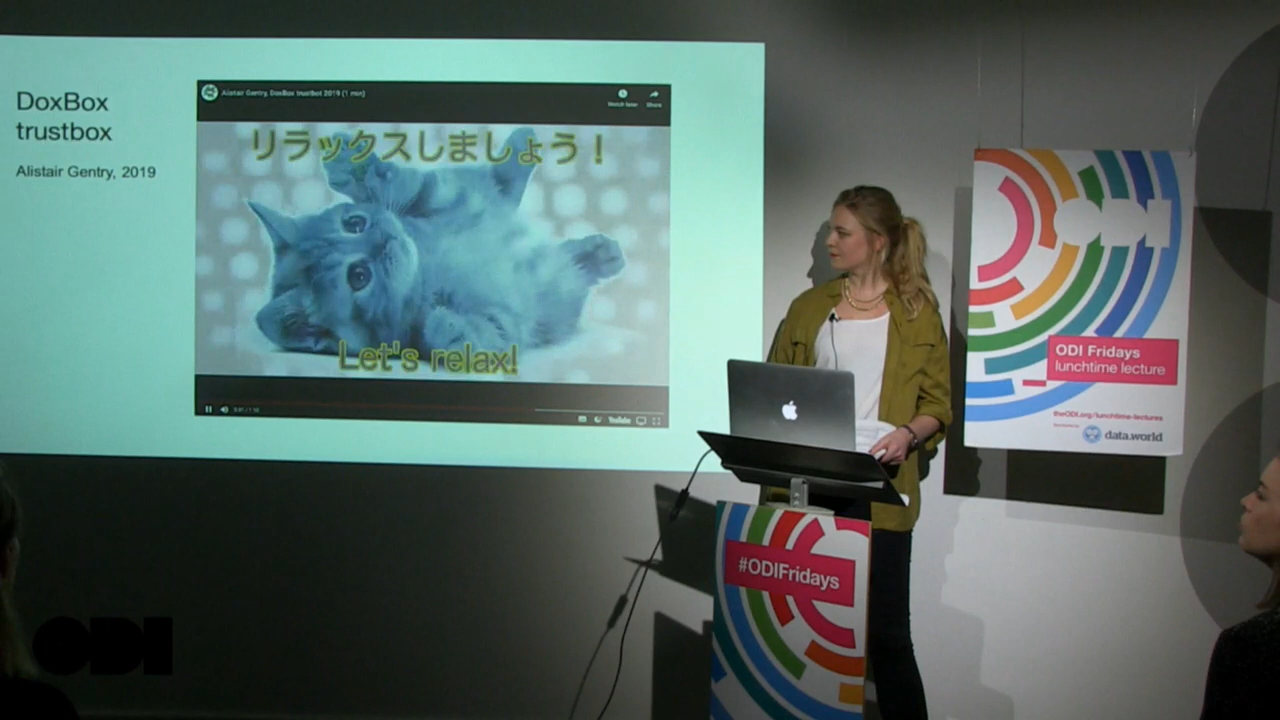 DoxBox
trustbox
Alistair Gentry, 2019
Alistair Gentry, DoxBox trustbot 2019 (1 min)
Watch later
Share
リラックスしましょう!
Let's relax!
YouTube
ODI Fridays
lunchtime lecture
theODI.org/lunchtime-lectures
data.world
#ODIFridays
ODI